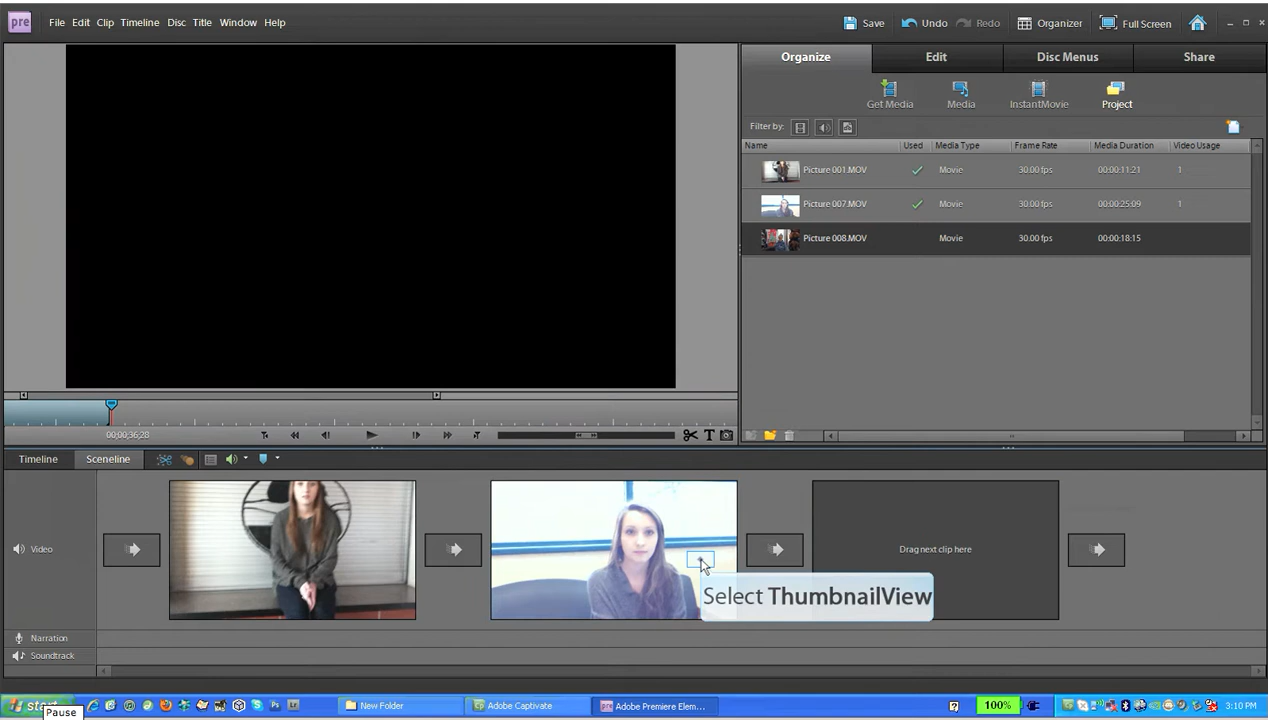 pre File Edit Clip Timeline Disc Title Window Help Save Undo Redo Organizer Full Screen
Organize Edit Disc Menus Share
Get Media Media InstantMovie Project
Filter by:
Name Used Media Type Frame Rate Media Duration Video Usage
Picture 001.MOV Movie 30.00 fps 00:00:11:21 1
Picture 007.MOV Movie 30.00 fps 00:00:25:09 1
Picture 008.MOV Movie 30.00 fps 00:00:18:15
00;00;36;28
Timeline Sceneline
Video
Drag next clip here
Select ThumbnailView
Narration
Soundtrack
start New Folder Adobe Captivate Adobe Premiere Elem... 100% 3:10 PM
Pause